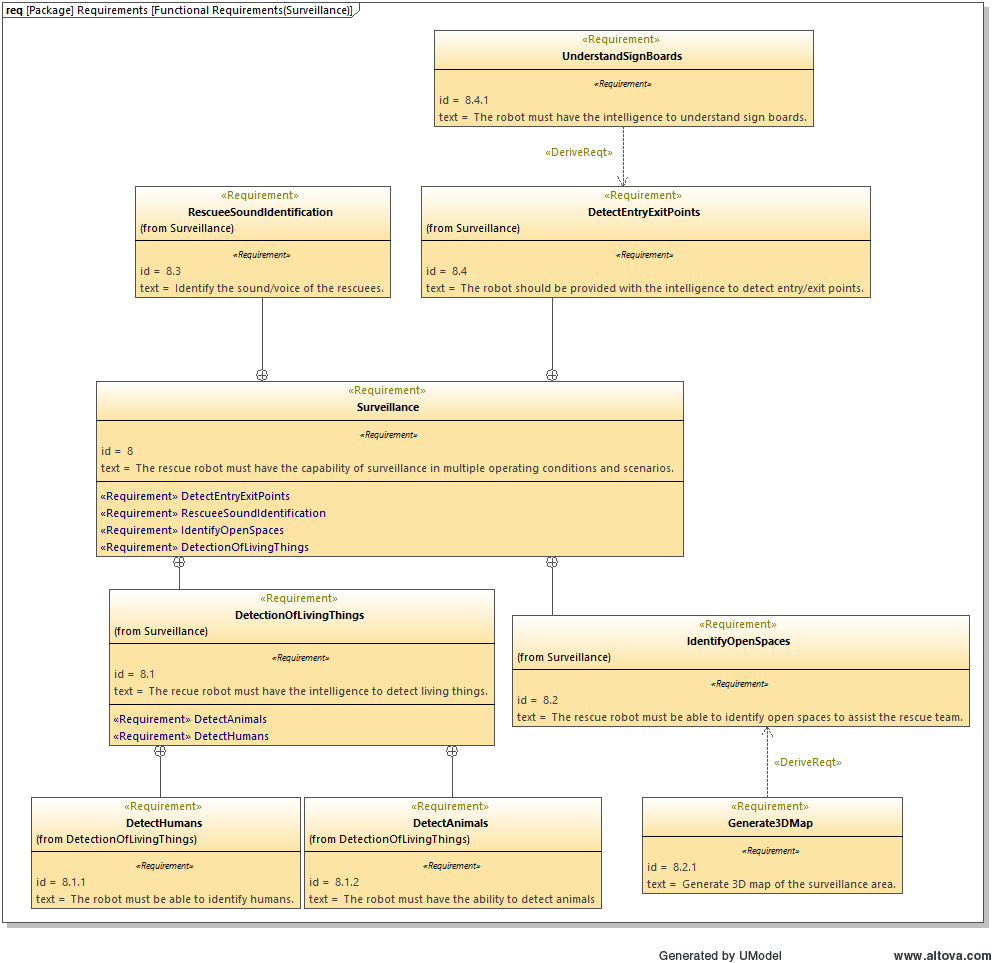 req [Package] Requirements [Functional Requirements(Surveillance)]
«Requirement»
UnderstandSignBoards
«Requirement»
id = 8.4.1
text = The robot must have the intelligence to understand sign boards.
«DeriveReqt»
«Requirement»
RescueeSoundIdentification
(from Surveillance)
«Requirement»
id = 8.3
text = Identify the sound/voice of the rescuees.
«Requirement»
DetectEntryExitPoints
(from Surveillance)
«Requirement»
id = 8.4
text = The robot should be provided with the intelligence to detect entry/exit points.
«Requirement»
Surveillance
«Requirement»
id = 8
text = The rescue robot must have the capability of surveillance in multiple operating conditions and scenarios.
«Requirement» DetectEntryExitPoints
«Requirement» RescueeSoundIdentification
«Requirement» IdentifyOpenSpaces
«Requirement» DetectionOfLivingThings
«Requirement»
DetectionOfLivingThings
(from Surveillance)
«Requirement»
id = 8.1
text = The recue robot must have the intelligence to detect living things.
«Requirement» DetectAnimals
«Requirement» DetectHumans
«Requirement»
IdentifyOpenSpaces
(from Surveillance)
«Requirement»
id = 8.2
text = The rescue robot must be able to identify open spaces to assist the rescue team.
«DeriveReqt»
«Requirement»
DetectHumans
(from DetectionOfLivingThings)
«Requirement»
id = 8.1.1
text = The robot must be able to identify humans.
«Requirement»
DetectAnimals
(from DetectionOfLivingThings)
«Requirement»
id = 8.1.2
text = The robot must have the ability to detect animals
«Requirement»
Generate3DMap
«Requirement»
id = 8.2.1
text = Generate 3D map of the surveillance area.
Generated by UModel
www.altova.com